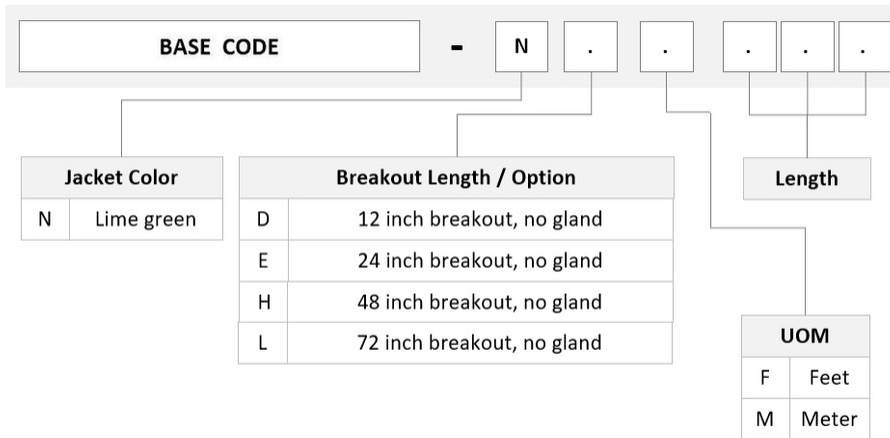 BASE CODE - N . . . . .
Jacket Color
N Lime green
Breakout Length / Option
D 12 inch breakout, no gland
E 24 inch breakout, no gland
H 48 inch breakout, no gland
L 72 inch breakout, no gland
Length
UOM
F Feet
M Meter